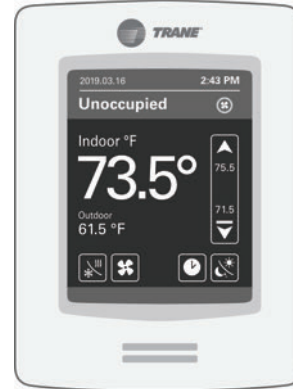 TRANE
2019.03.16 2:43 PM
Unoccupied
Indoor °F
73.5°
75.5
71.5
Outdoor
61.5 °F